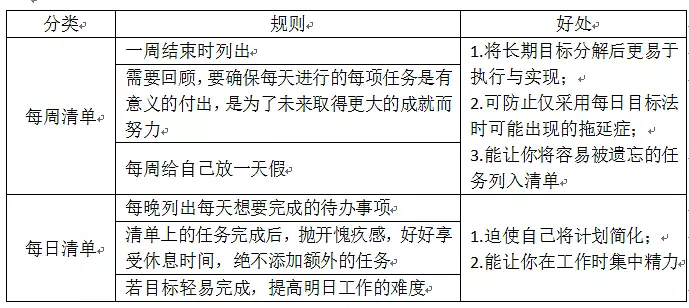 分类 规则 好处
每周清单
一周结束时列出
需要回顾，要确保每天进行的每项任务是有
意义的付出，是为了未来取得更大的成就而
努力
每周给自己放一天假
1.将长期目标分解后更易于
执行与实现；
2.可防止仅采用每日目标法
时可能出现的拖延症；
3.能让你将容易被遗忘的任
务列入清单
每日清单
每晚列出每天想要完成的待办事项
清单上的任务完成后，抛开愧疚感，好好享
受休息时间，绝不添加额外的任务
若目标轻易完成，提高明日工作的难度
1.迫使自己将计划简化；
2.能让你在工作时集中精力